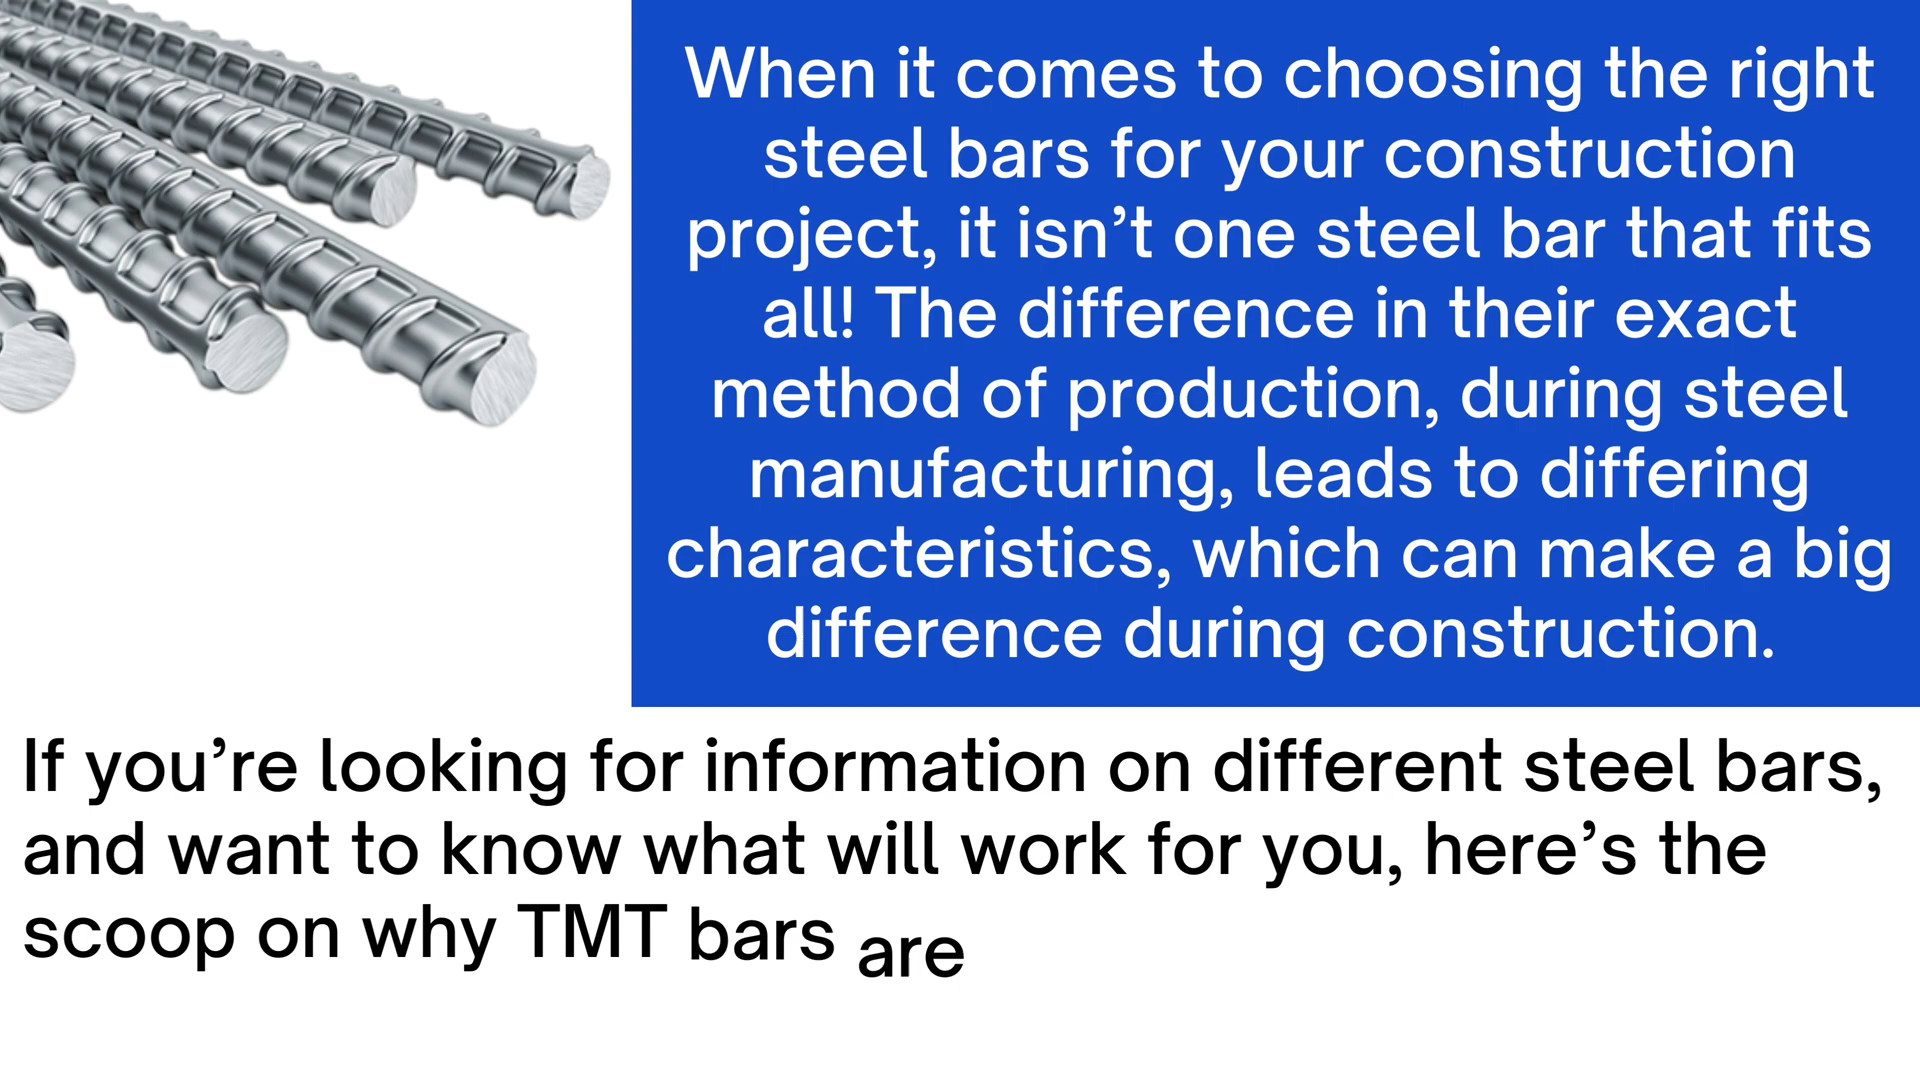 When it comes to choosing the right
steel bars for your construction
project, it isn’t one steel bar that fits
all! The difference in their exact
method of production, during steel
manufacturing, leads to differing
characteristics, which can make a big
difference during construction.
If you’re looking for information on different steel bars,
and want to know what will work for you, here’s the
scoop on why TMT bars are